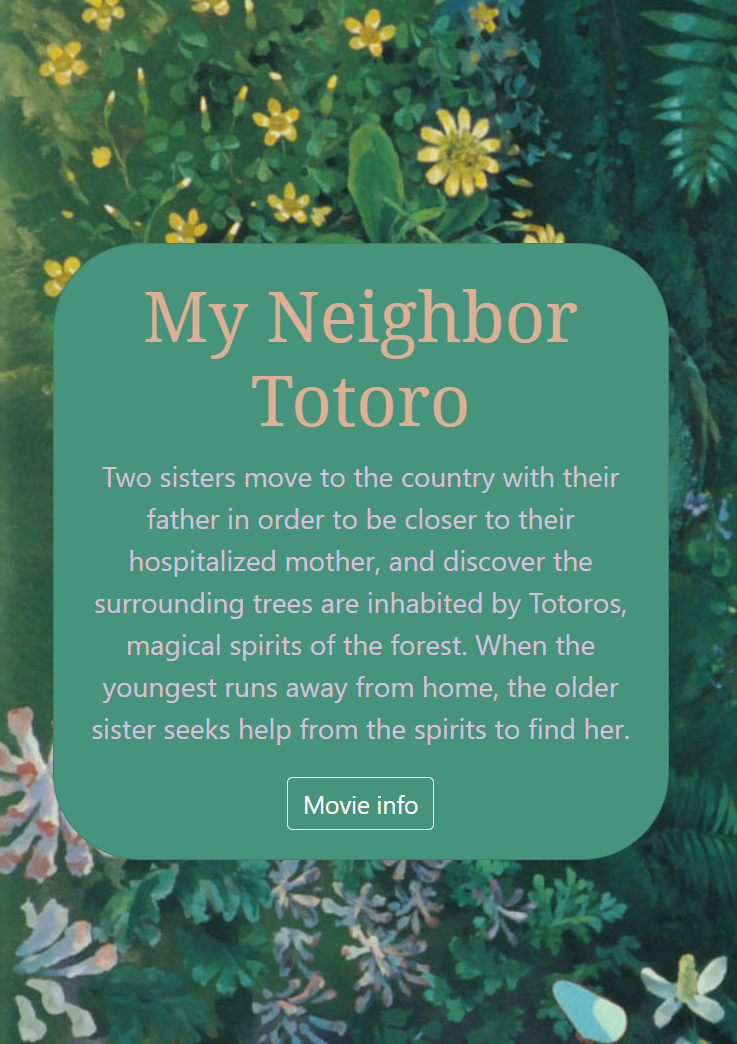 My Neighbor
Totoro
Two sisters move to the country with their
father in order to be closer to their
hospitalized mother, and discover the
surrounding trees are inhabited by Totoros,
magical spirits of the forest. When the
youngest runs away from home, the older
sister seeks help from the spirits to find her.
Movie info